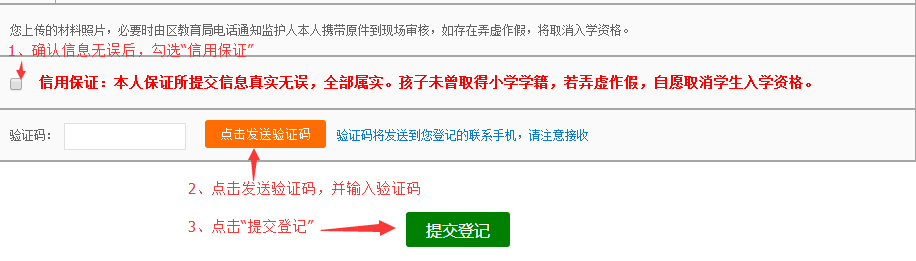 您上传的材料照片，必要时由区教育局电话通知监护人本人携带原件到现场审核，如存在弄虚作假，将取消入学资格。
1、确认信息无误后，勾选“信用保证”
信用保证：本人保证所提交信息真实无误，全部属实。孩子未曾取得小学学籍，若弄虚作假，自愿取消学生入学资格。
验证码： 点击发送验证码 验证码将发送到您登记的联系手机，请注意接收
2、点击发送验证码，并输入验证码
3、点击“提交登记” 提交登记